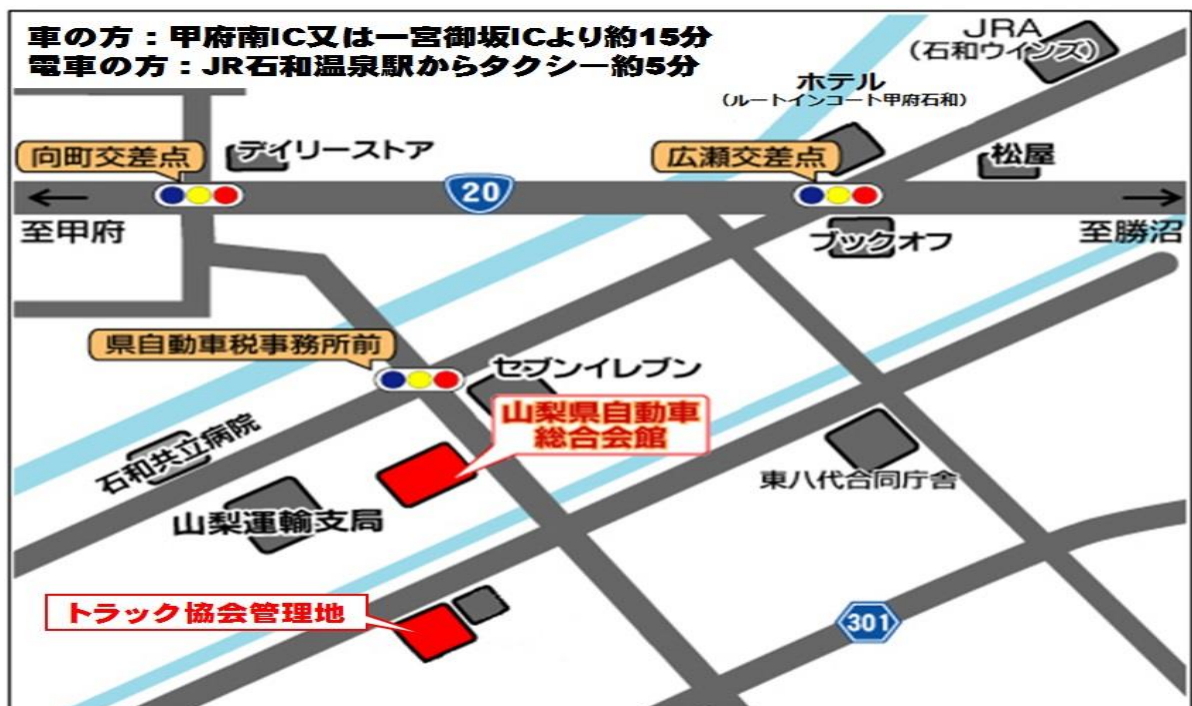 車の方：甲府南IC又は一宮御坂ICより約15分
電車の方：JR石和温泉駅からタクシー約5分
JRA
（石和ウインズ）
ホテル
（ルートインコート甲府石和）
向町交差点
デイリーストア
広瀬交差点
松屋
20
←
→
至甲府
ブックオフ
至勝沼
県自動車税事務所前
セブンイレブン
山梨県自動車
総合会館
石和共立病院
東八代合同庁舎
山梨運輸支局
トラック協会管理地
301